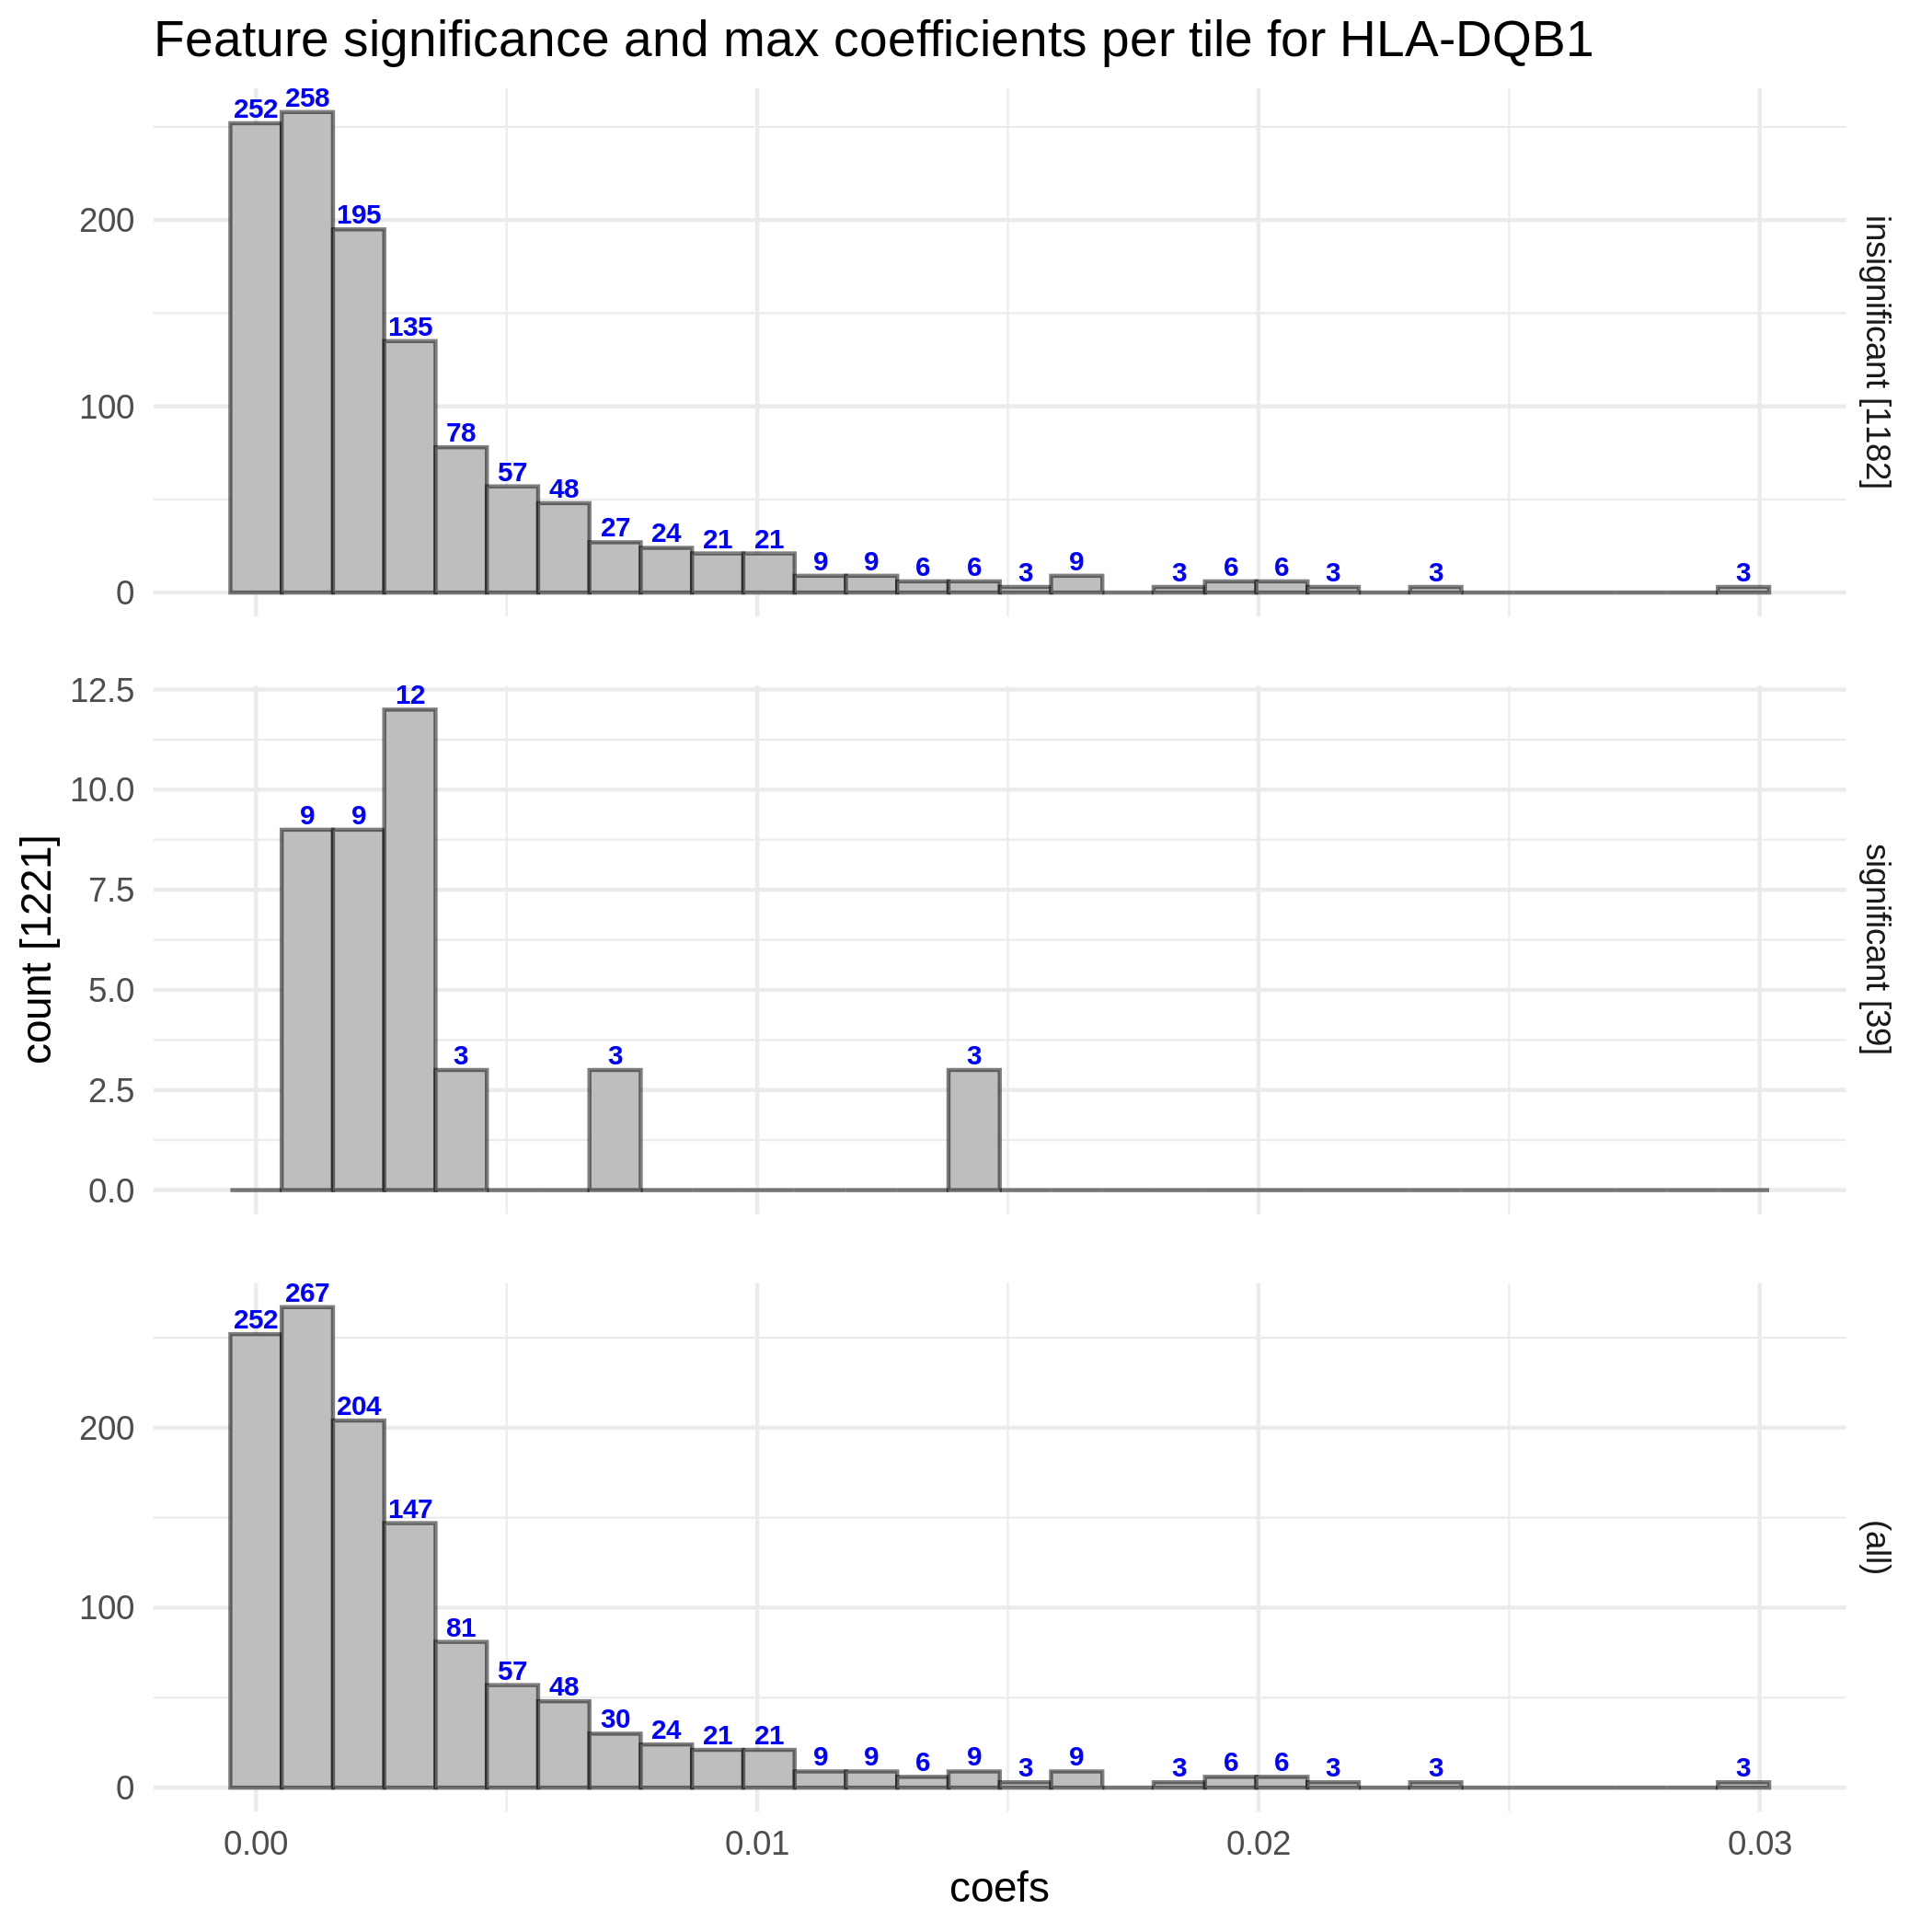 Feature significance and max coefficients per tile for HLA-DQB1
252 258 195 135 78 57 48 27 24 21 21 9 9 6 6 3 9 3 6 6 3 3 3
200
100
0
insignificant [1182]
12 9 9 3 3 3
12.5
10.0
7.5
5.0
2.5
0.0
significant [39]
count [1221]
252 267 204 147 81 57 48 30 24 21 21 9 9 6 9 3 9 3 6 6 3 3 3
200
100
0
(all)
0.00 0.01 0.02 0.03
coefs